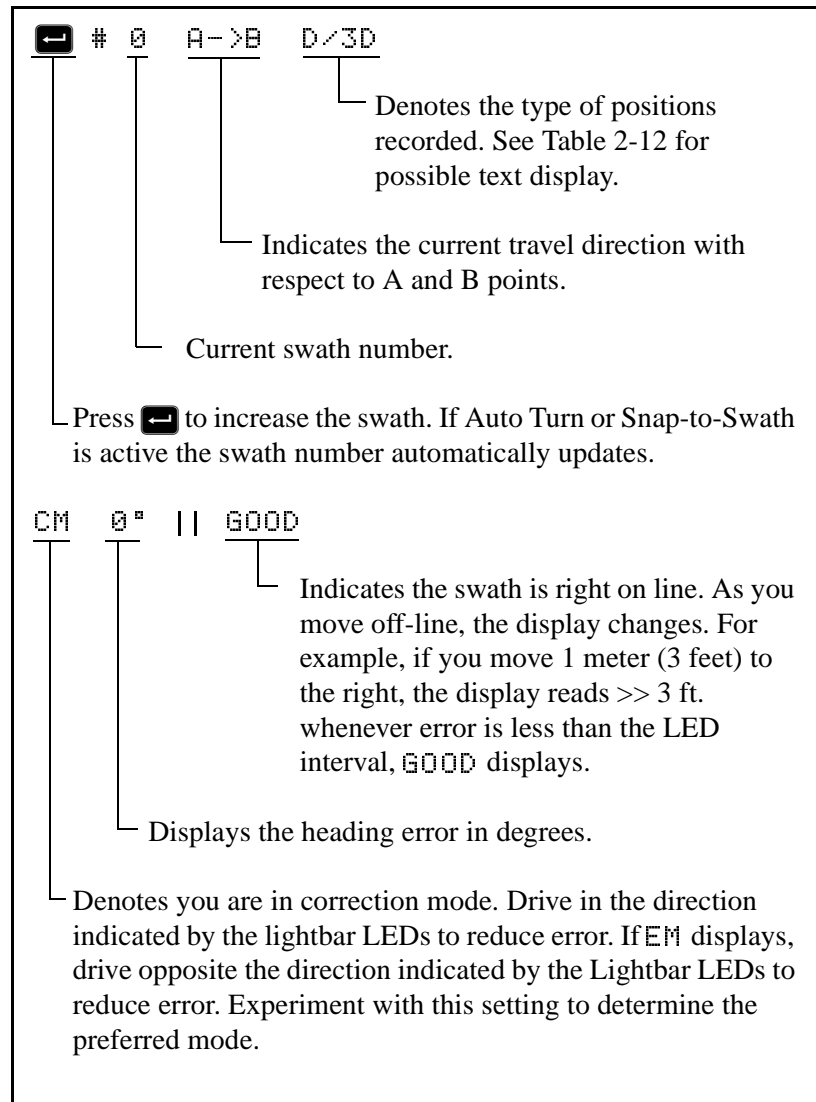 # 0 A->B D/3D
Denotes the type of positions
recorded. See Table 2-12 for
possible text display.
Indicates the current travel direction with
respect to A and B points.
Current swath number.
Press to increase the swath. If Auto Turn or Snap-to-Swath
is active the swath number automatically updates.
CM 0° || GOOD
Indicates the swath is right on line. As you
move off-line, the display changes. For
example, if you move 1 meter (3 feet) to
the right, the display reads >> 3 ft.
whenever error is less than the LED
interval, GOOD displays.
Displays the heading error in degrees.
Denotes you are in correction mode. Drive in the direction
indicated by the lightbar LEDs to reduce error. If EM displays,
drive opposite the direction indicated by the Lightbar LEDs to
reduce error. Experiment with this setting to determine the
preferred mode.